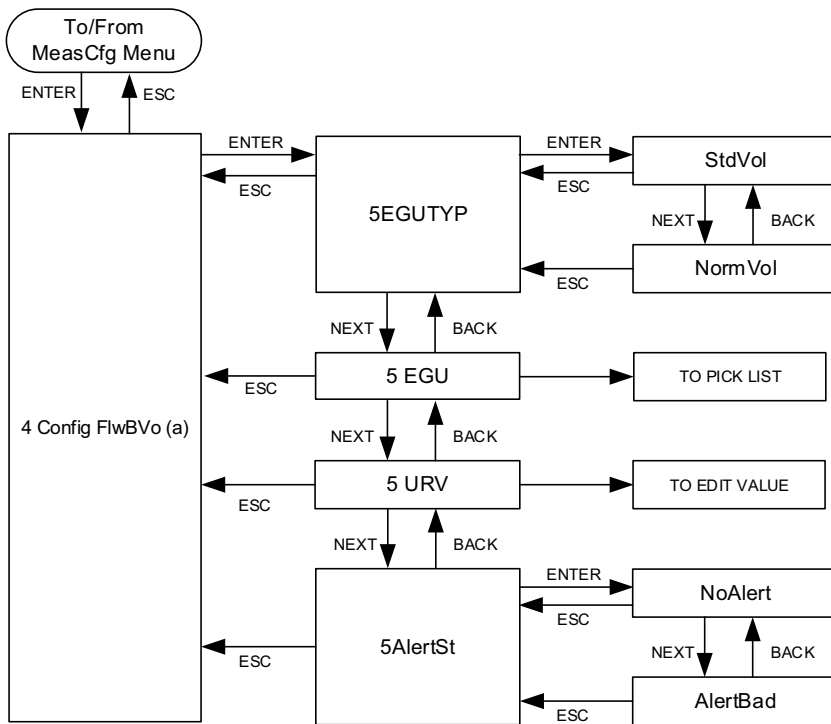 To/From
MeasCfg Menu
ENTER
ESC
4 Config FlwBVo (a)
ENTER
ESC
5EGUTYP
ENTER
ESC
StdVol
NEXT
BACK
ESC
NormVol
NEXT
BACK
ESC
5 EGU
TO PICK LIST
NEXT
BACK
ESC
5 URV
TO EDIT VALUE
NEXT
BACK
ESC
5AlertSt
ENTER
ESC
NoAlert
NEXT
BACK
ESC
AlertBad